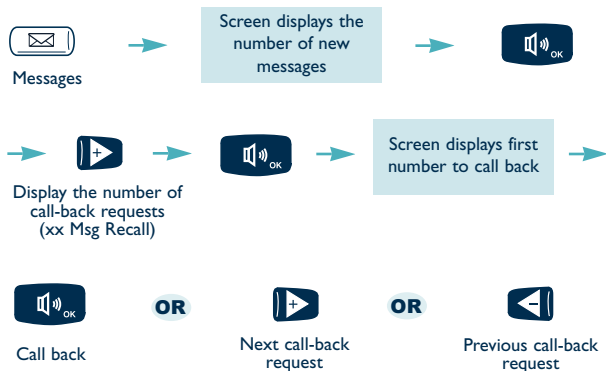 Screen displays the
number of new
messages
OK
Messages
+
OK
Screen displays first
number to call back
Display the number of
call-back requests
(xx Msg Recall)
OK
OR
+
OR
-
Call back
Next call-back
request
Previous call-back
request